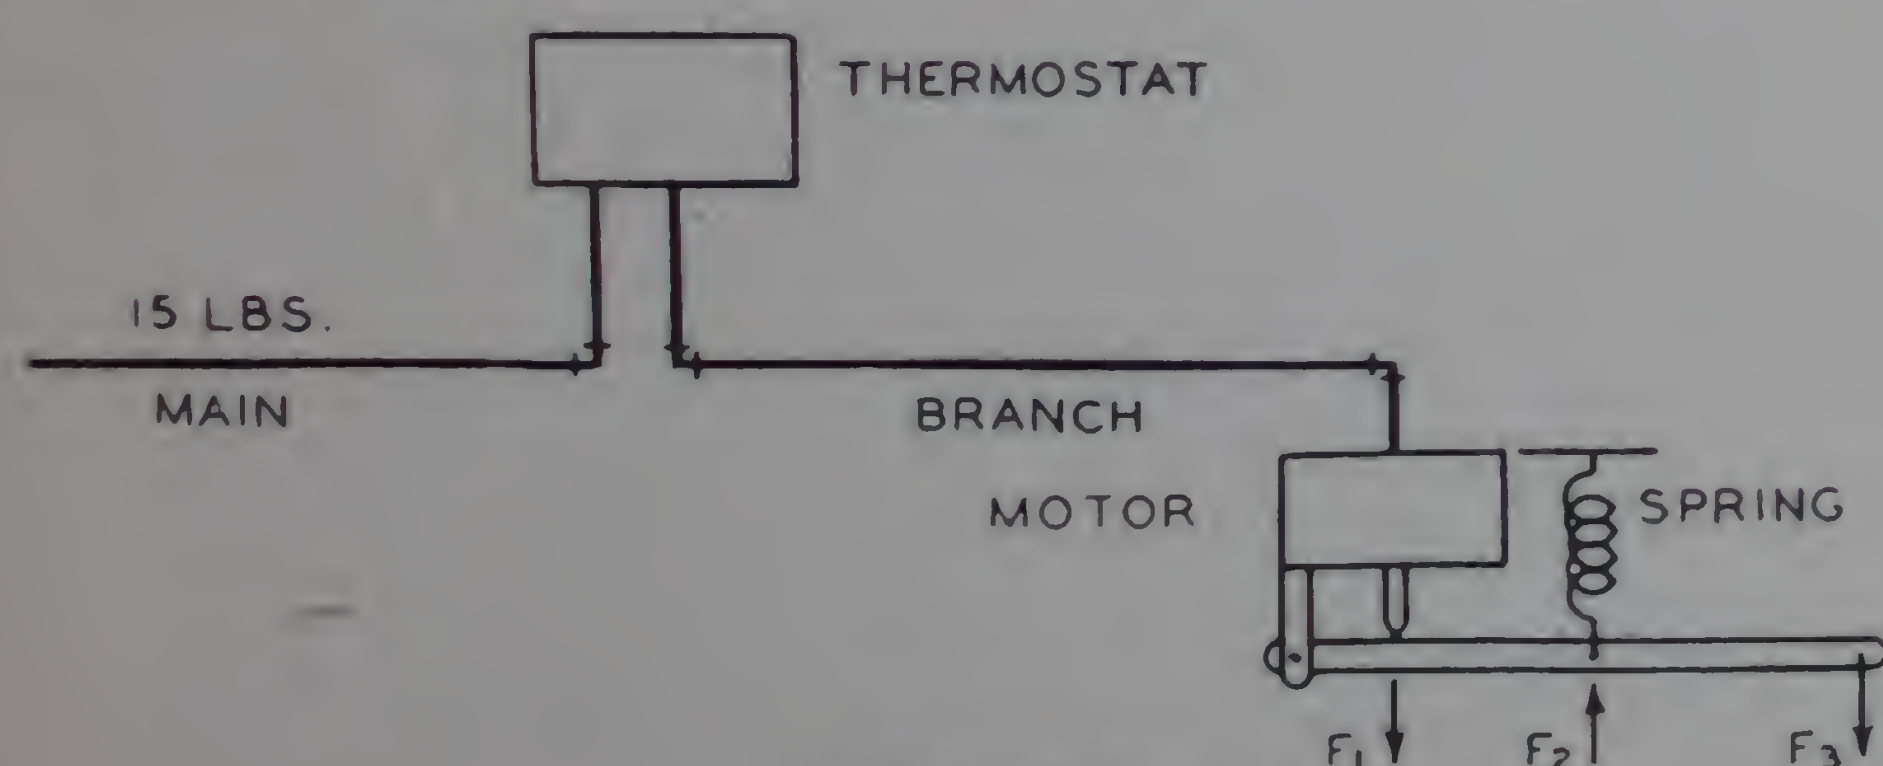 THERMOSTAT
15 LBS.
MAIN
BRANCH
MOTOR
SPRING
F1 F2 F3